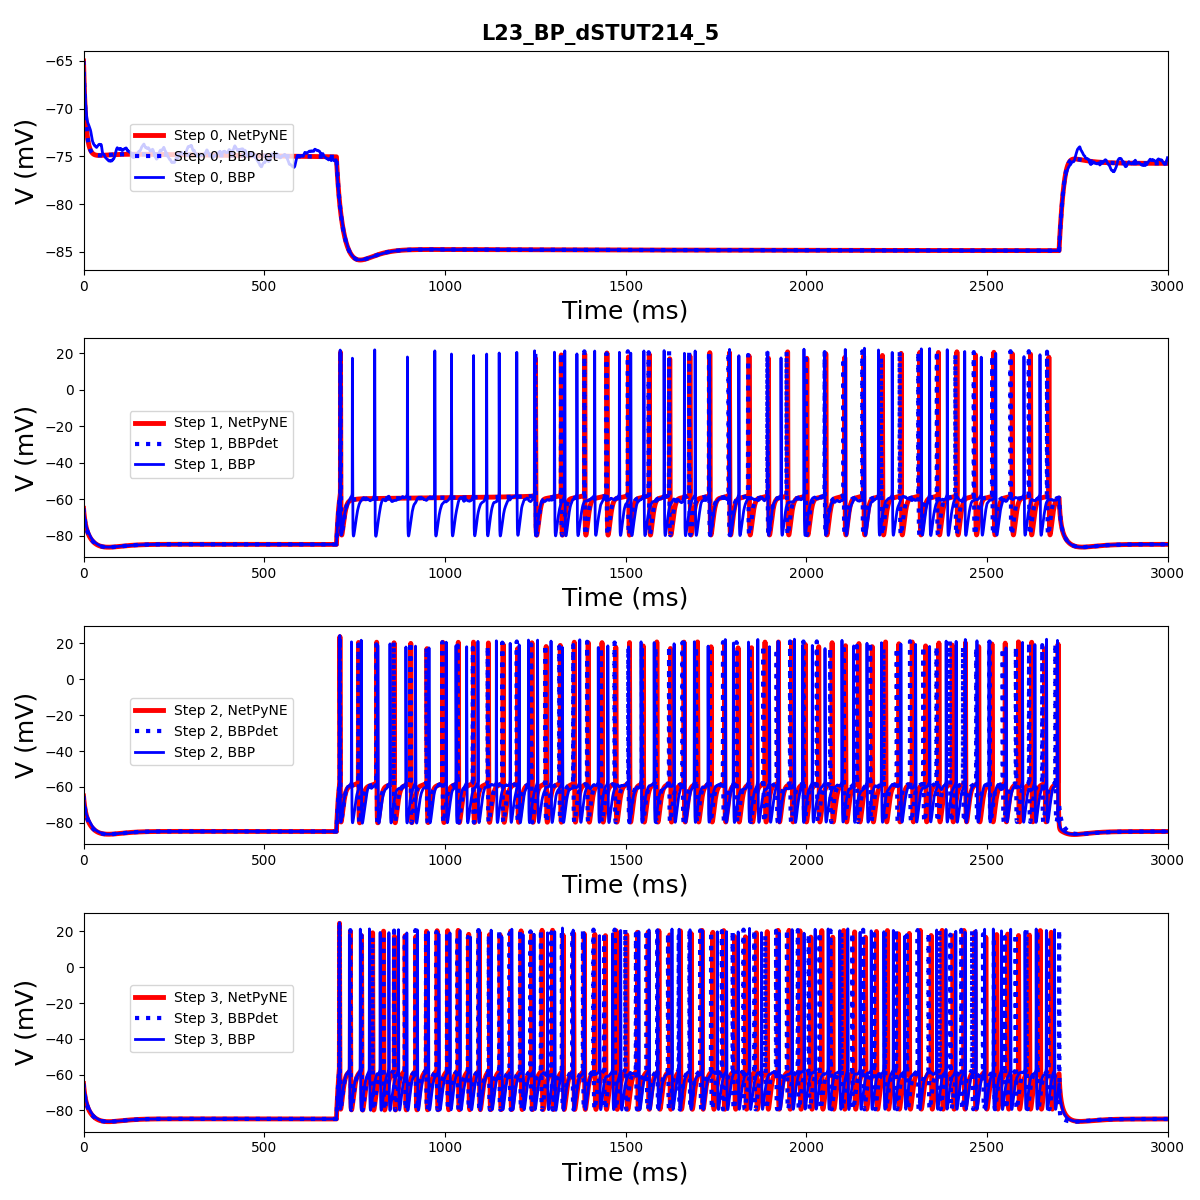 L23_BP_dSTUT214_5
V (mV)
−65
−70
−75
−80
−85
Step 0, NetPyNE
Step 0, BBPdet
Step 0, BBP
0 500 1000 1500 2000 2500 3000
Time (ms)
V (mV)
20
0
−20
−40
−60
−80
Step 1, NetPyNE
Step 1, BBPdet
Step 1, BBP
0 500 1000 1500 2000 2500 3000
Time (ms)
V (mV)
20
0
−20
−40
−60
−80
Step 2, NetPyNE
Step 2, BBPdet
Step 2, BBP
0 500 1000 1500 2000 2500 3000
Time (ms)
V (mV)
20
0
−20
−40
−60
−80
Step 3, NetPyNE
Step 3, BBPdet
Step 3, BBP
0 500 1000 1500 2000 2500 3000
Time (ms)